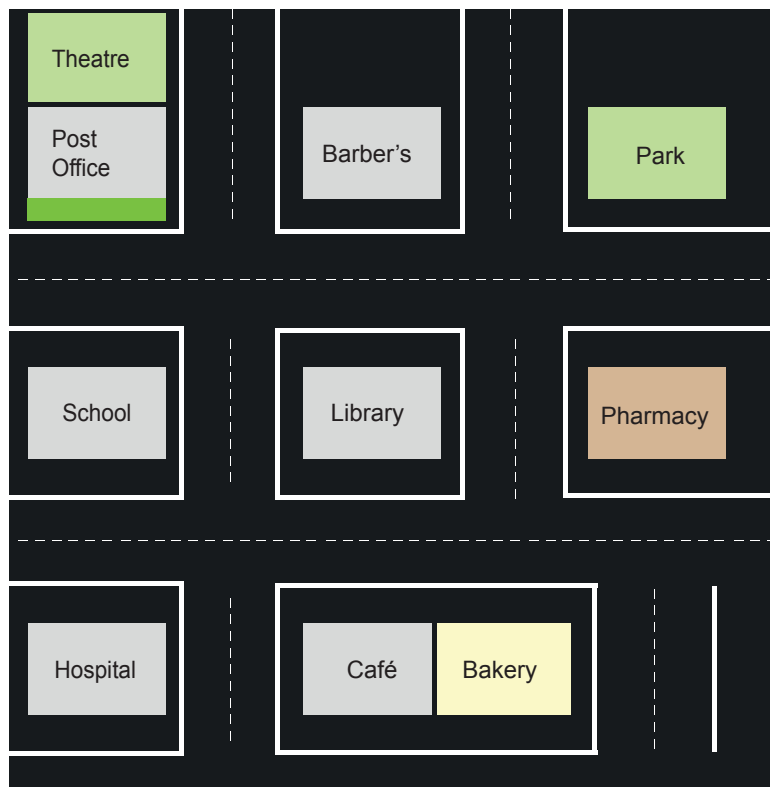 Theatre
Post
Office
Barber’s
Park
School
Library
Pharmacy
Hospital
Café
Bakery